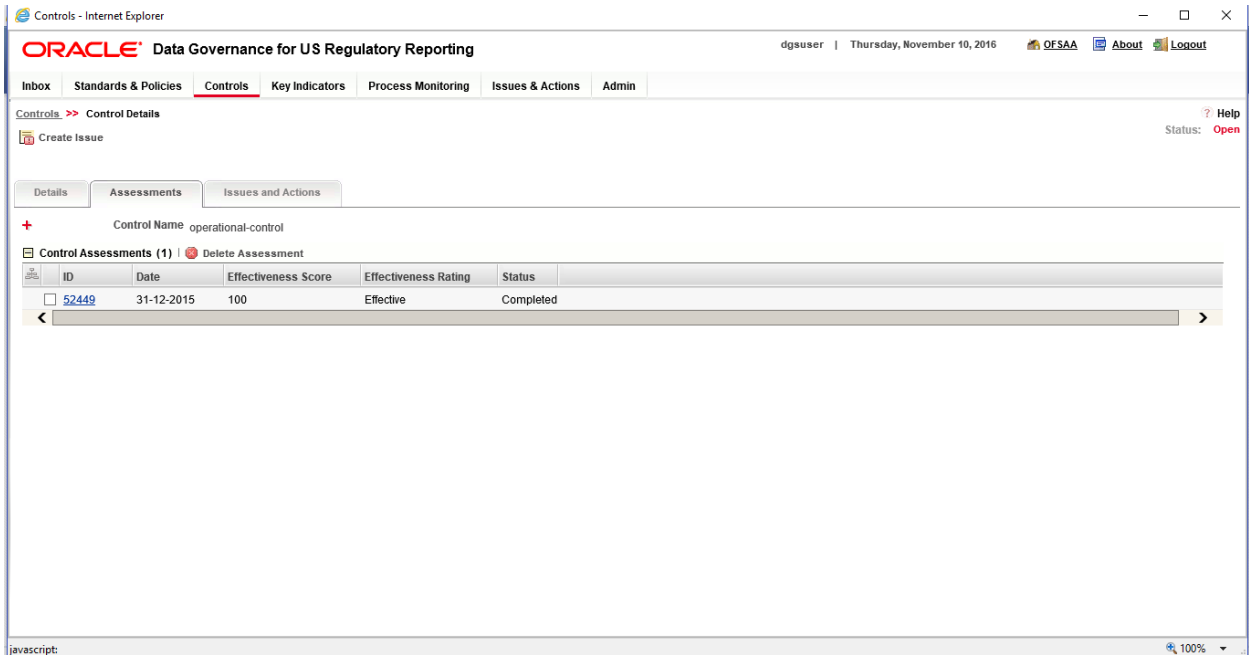 Controls - Internet Explorer
ORACLE Data Governance for US Regulatory Reporting dgsuser | Thursday, November 10, 2016 OFSAA About Logout
Inbox Standards & Policies Controls Key Indicators Process Monitoring Issues & Actions Admin
Controls >> Control Details ? Help
Create Issue Status: Open
Details Assessments Issues and Actions
+ Control Name operational-control
Control Assessments (1) | Delete Assessment
ID Date Effectiveness Score Effectiveness Rating Status
52449 31-12-2015 100 Effective Completed
javascript: 100%